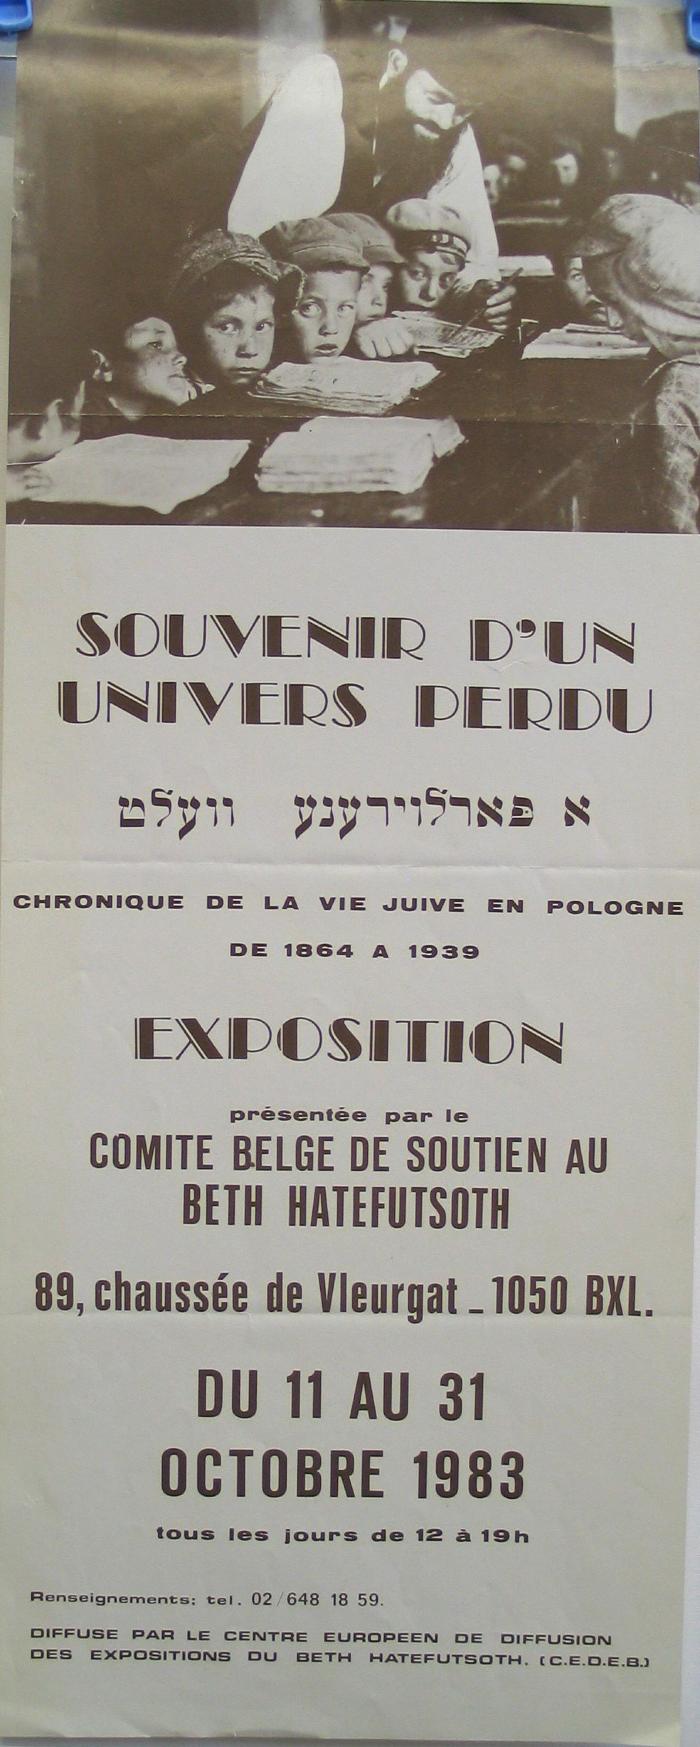 SOUVENIR D'UN
UNIVERS PERDU
א פּארלוירענע וועלט
CHRONIQUE DE LA VIE JUIVE EN POLOGNE
DE 1864 A 1939
EXPOSITION
présentée par le
COMITE BELGE DE SOUTIEN AU
BETH HATEFUTSOTH
89, chaussée de Vleurgat _ 1050 BXL.
DU 11 AU 31
OCTOBRE 1983
tous les jours de 12 à 19h
Renseignements: tel. 02/648 18 59.
DIFFUSE PAR LE CENTRE EUROPEEN DE DIFFUSION
DES EXPOSITIONS DU BETH HATEFUTSOTH. (C.E.D.E.B.)